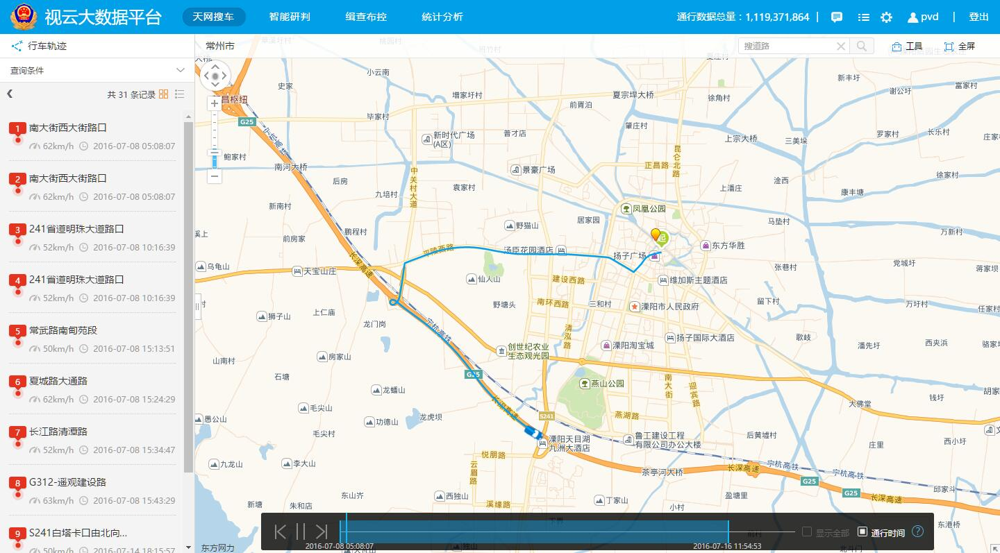 视云大数据平台
天网搜车
智能研判
缉查布控
统计分析
通行数据总量：1,119,371,864
pvd
登出
行车轨迹
常州市
搜道路
工具
全屏
查询条件
共 31 条记录
1
南大街西大街路口
62km/h 2016-07-08 05:08:07
2
南大街西大街路口
62km/h 2016-07-08 05:08:07
3
241省道明珠大道路口
52km/h 2016-07-08 10:16:39
4
241省道明珠大道路口
52km/h 2016-07-08 10:16:39
5
常武路南甸苑段
50km/h 2016-07-08 15:13:51
6
夏城路大通路
62km/h 2016-07-08 15:24:29
7
长江路清潭路
52km/h 2016-07-08 15:34:47
8
G312-遥观建设路
63km/h 2016-07-08 15:43:29
9
S241白塔卡口由北向...
50km/h 2016-07-14 18:15:57
小云南
史家
增家圩村
夏宗埠大桥
徐角村
新丰圩
谢公圩
富家村
昌枢纽
G25
毕家村
前胥泊
肇庄村
宁杭高铁
新时代广场
(A区)
普才店
上宗大桥
三美垛
罗家村
长乐村
庄家
鲍家村
南河大桥
中关村大道
景豪广场
正昌路
昆仑北路
后房
九培村
袁家村
上潘庄
淦西
徐家村
康丰塘
新南村
凤凰公园
鹏程村
野猫山
居家园
马垫村
万新村
溪上
前房家
平陵西路
汤臣花园酒店
扬子广场
起
东方华胜
乌龟山
天宝山庄
长深高速
张巷村
党城圩
蒋家坝
仙人山
建设西路
维加斯主题酒店
野塘头
南环西路
三和村
溧阳市人民政府
留下村
万圩村
任家村
狮子山
上仁庙
龙门岗
宁杭高铁
清泓路
扬子国际大酒店
歌岐
潘先圩
西夹浜
骆家坝
创世纪农业
生态观光园
溧阳淘宝城
山南村
房家山
石塘
G25
龙蟠山
燕山公园
南大街
迎宾路
钱圩
胡家
毛尖山
长深高速
大佛堂
愚公山
功德山
龙虎坝
S241
燕湖路
毛尖村
溧阳天目湖
九洲大酒店
鲁工建设工程
有限公司办公大楼
后黄墟村
庄里
西小圩
九龙山
李大山
悦朋路
云眉路
茶亭河大桥
长深高速
宁杭高铁
G25
宁杭高铁
G25
长深高速
邱家斗
东山岕
西独山
丁家山
盈塘里
新塘
朱和店
溪缘路
小村
东港桥
东方网力
2016-07-08 05:08:07
2016-07-16 11:54:53
显示全部
通行时间